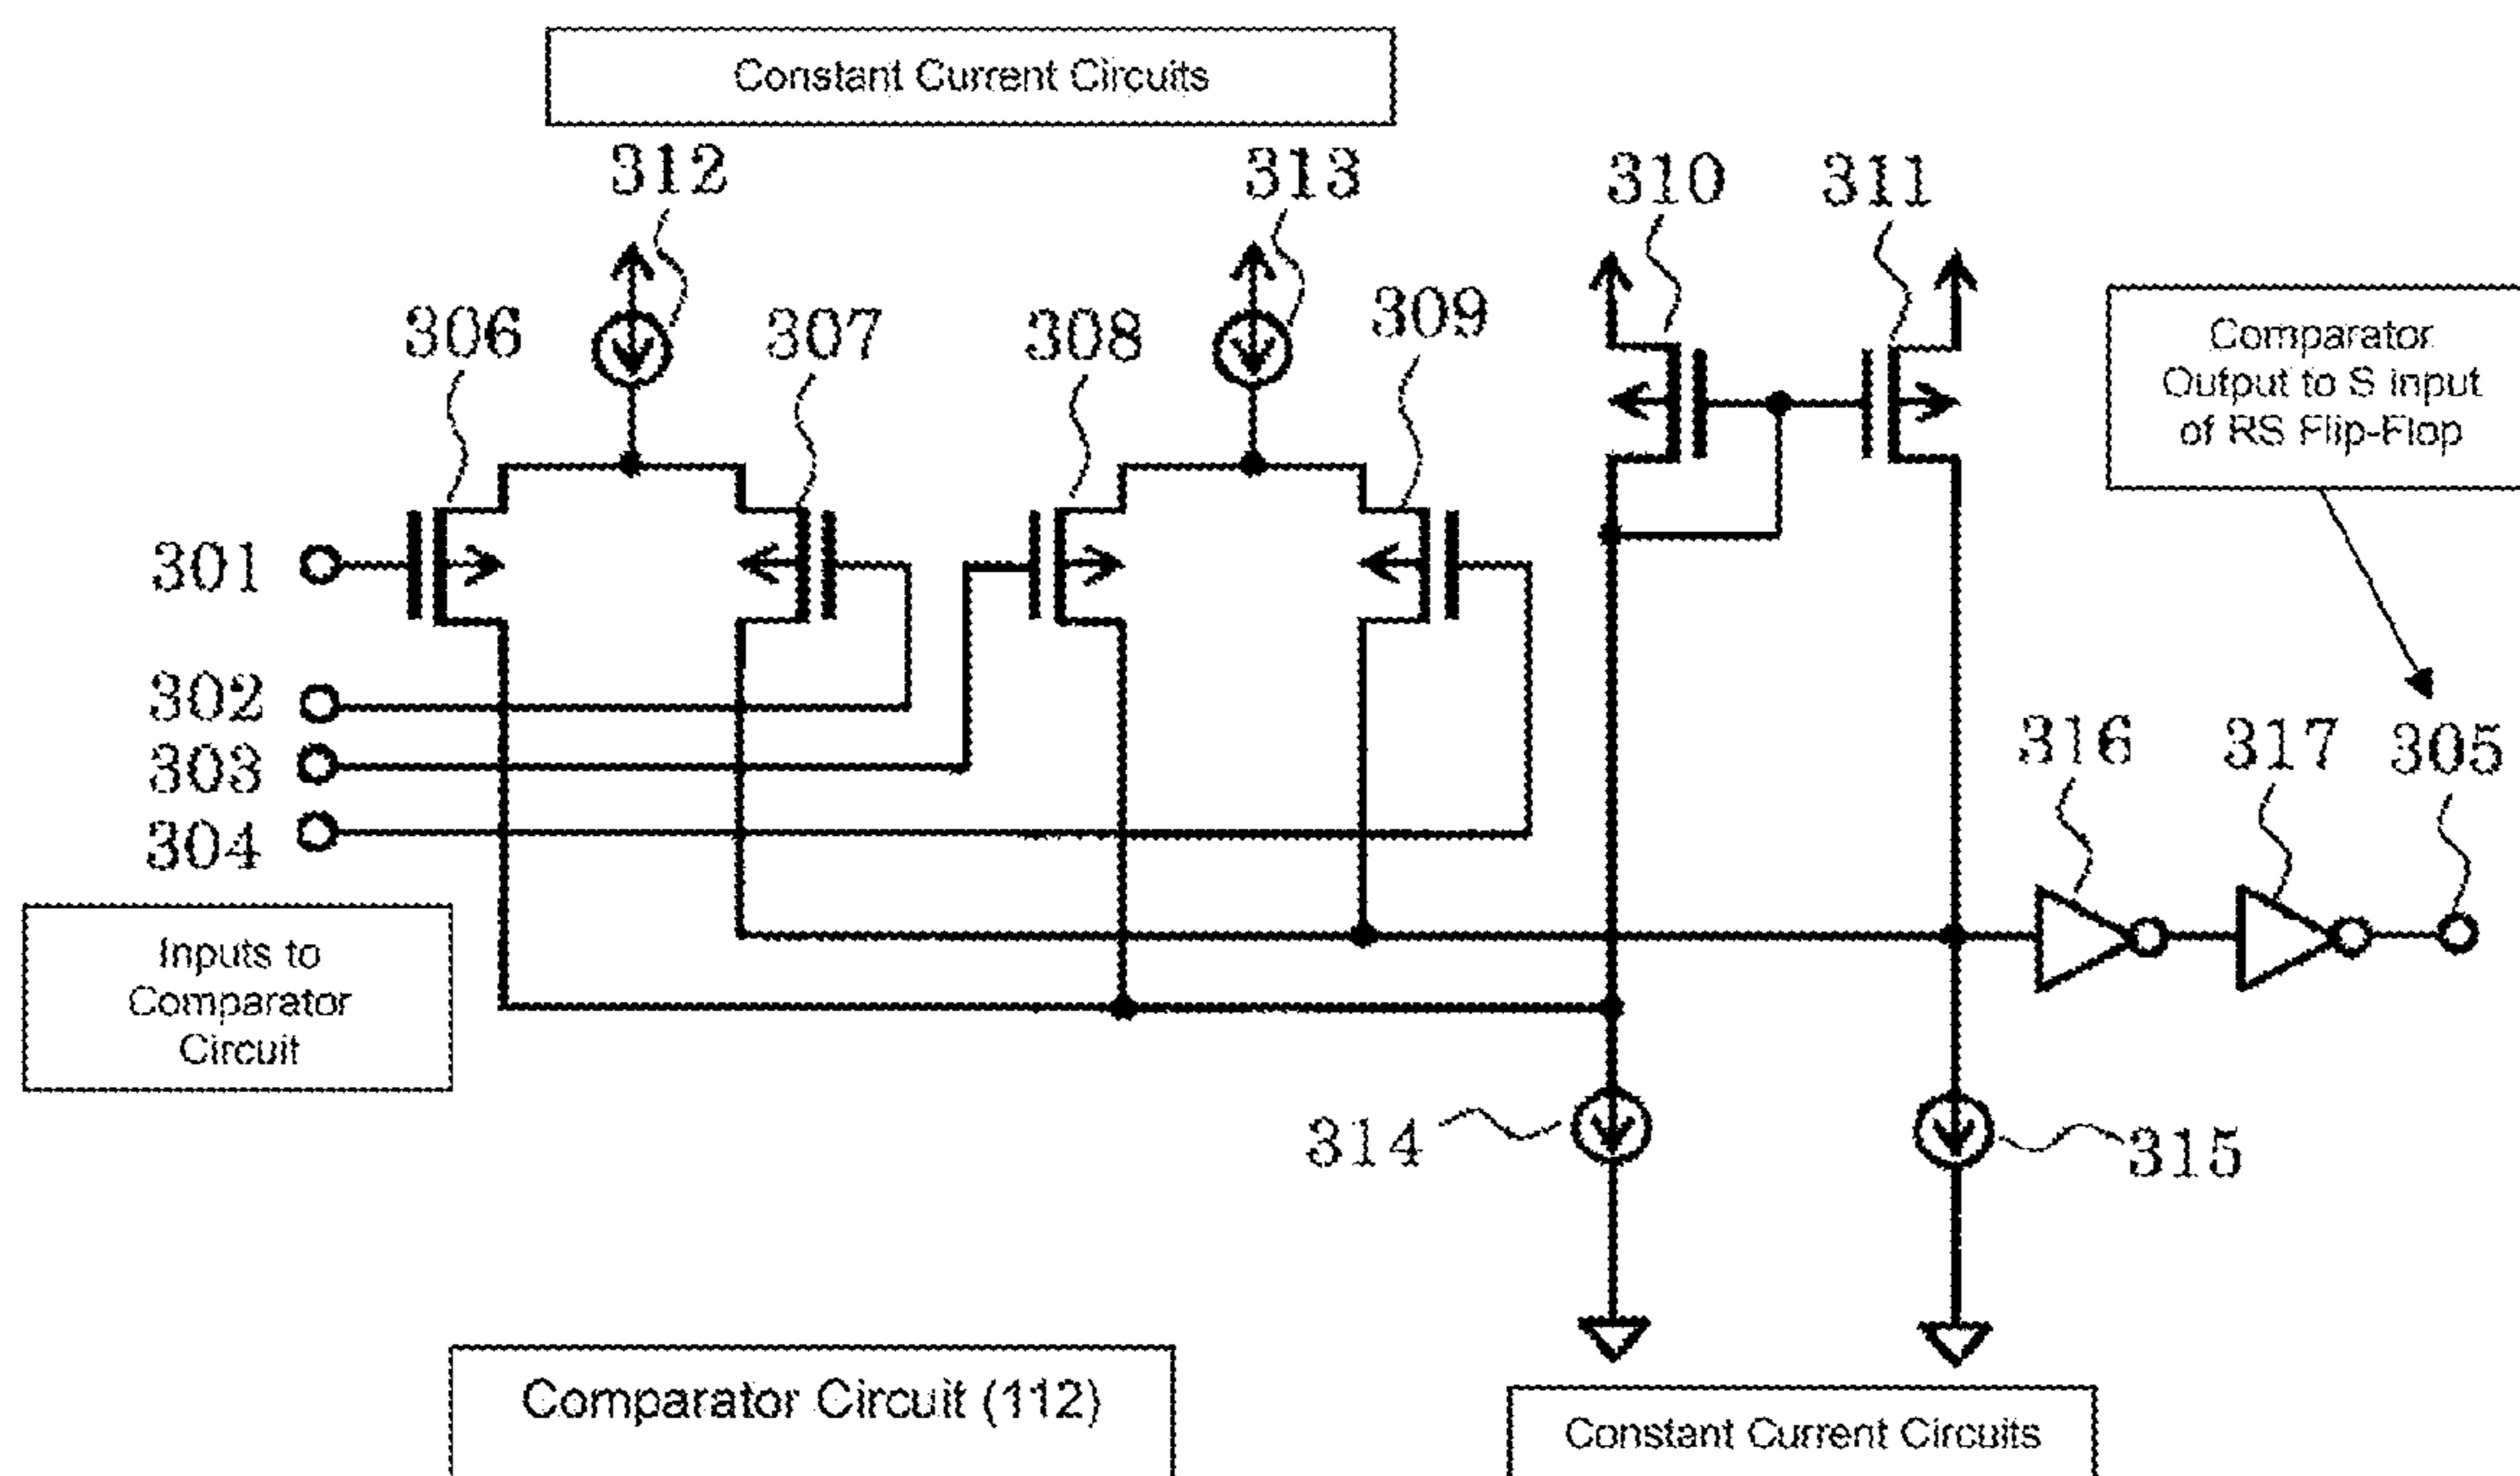 Constant Current Circuits
312
313
310
311
306
307
308
309
Comparator
Output to S input
of RS Flip-Flop
301
302
303
304
316
317
305
Inputs to
Comparator
Circuit
314
315
Comparator Circuit (112)
Constant Current Circuits